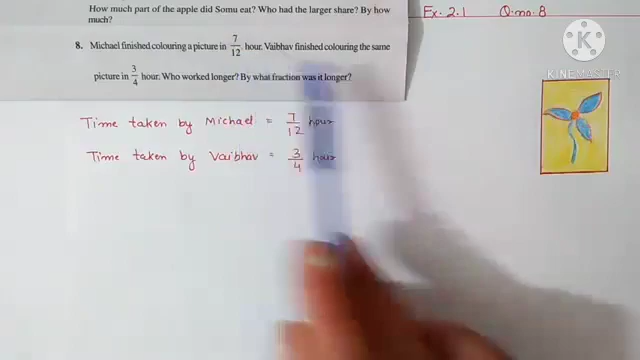 How much part of the apple did Somu eat? Who had the larger share? By how
much?
Ex. 2.1 Q.no. 8
8. Michael finished colouring a picture in 7/12 hour. Vaibhav finished colouring the same
picture in 3/4 hour. Who worked longer? By what fraction was it longer?
Time taken by Michael = 7/12 hour
Time taken by Vaibhav = 3/4 hour
K
KINEMASTER